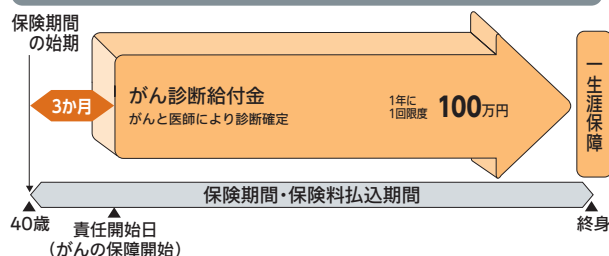 保険期間
の始期
3か月
がん診断給付金
がんと医師により診断確定
1年に
1回限度
100万円
一生涯保障
保険期間・保険料払込期間
40歳
責任開始日
(がんの保障開始)
終身